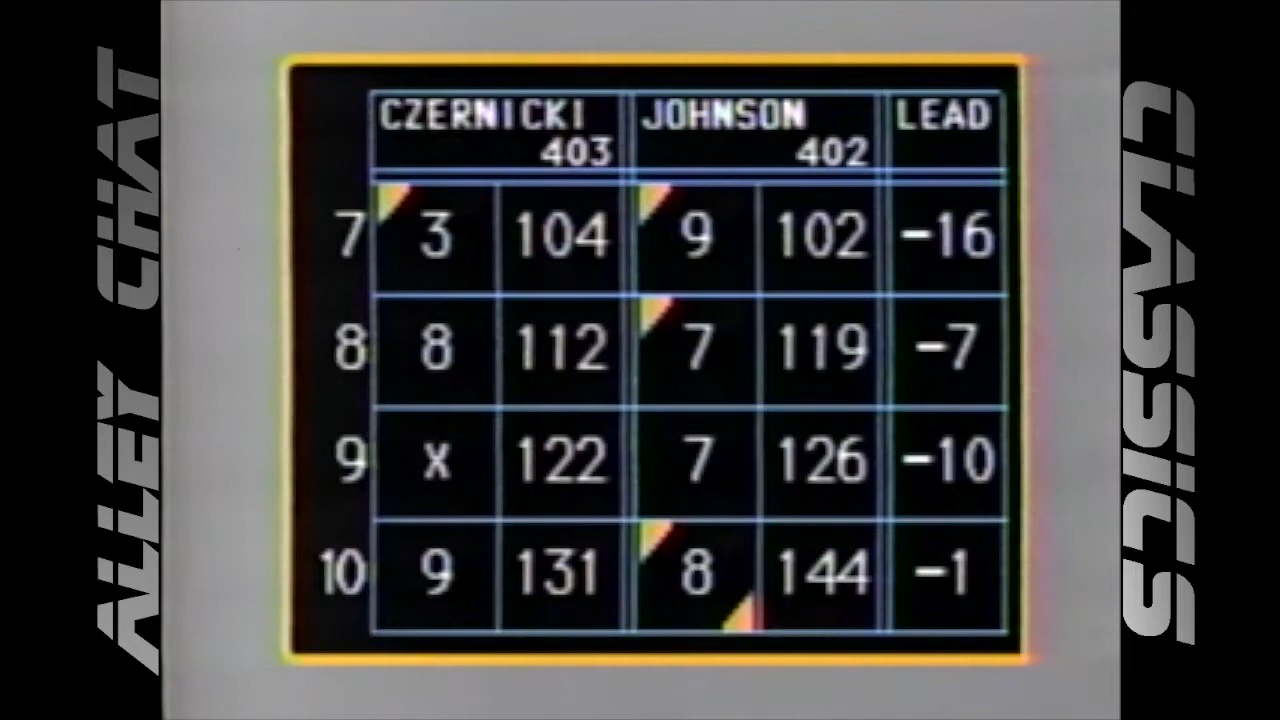 ALLEY CHAT
CZERNICKI JOHNSON LEAD
403 402
7 3 104 9 102 -16
8 8 112 7 119 -7
9 x 122 7 126 -10
10 9 131 8 144 -1
CLASSICS